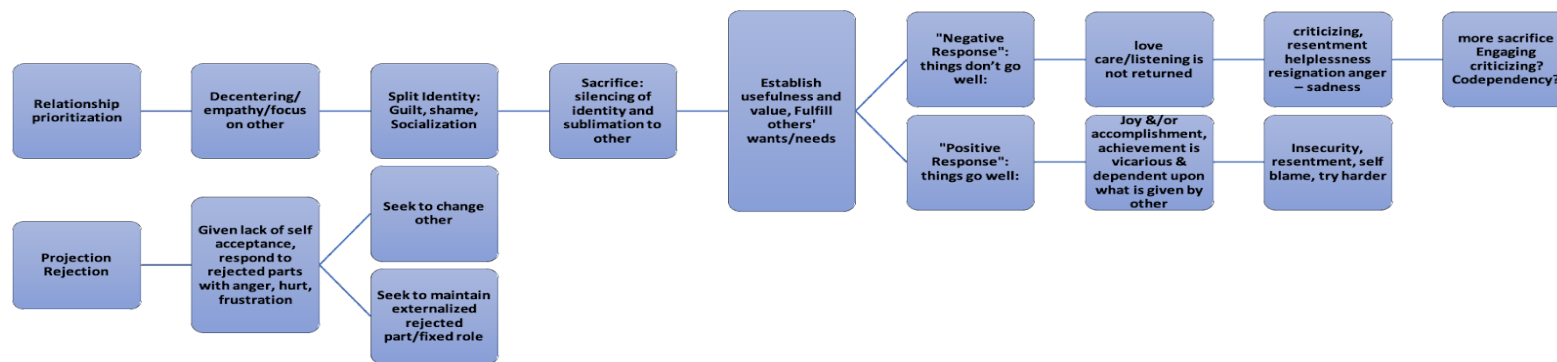 Relationship
prioritization
Decentering/
empathy/focus
on other
Split Identity:
Guilt, shame,
Socialization
Sacrifice:
silencing of
identity and
sublimation to
other
Establish
usefulness and
value, Fulfill
others'
wants/needs
"Negative
Response":
things don’t go
well:
love
care/listening is
not returned
criticizing,
resentment
helplessness
resignation anger
– sadness
more sacrifice
Engaging
criticizing?
Codependency?
"Positive
Response":
things go well:
Joy &/or
accomplishment,
achievement is
vicarious &
dependent upon
what is given by
other
Insecurity,
resentment, self
blame, try harder
Projection
Rejection
Given lack of self
acceptance,
respond to
rejected parts
with anger, hurt,
frustration
Seek to change
other
Seek to maintain
externalized
rejected
part/fixed role